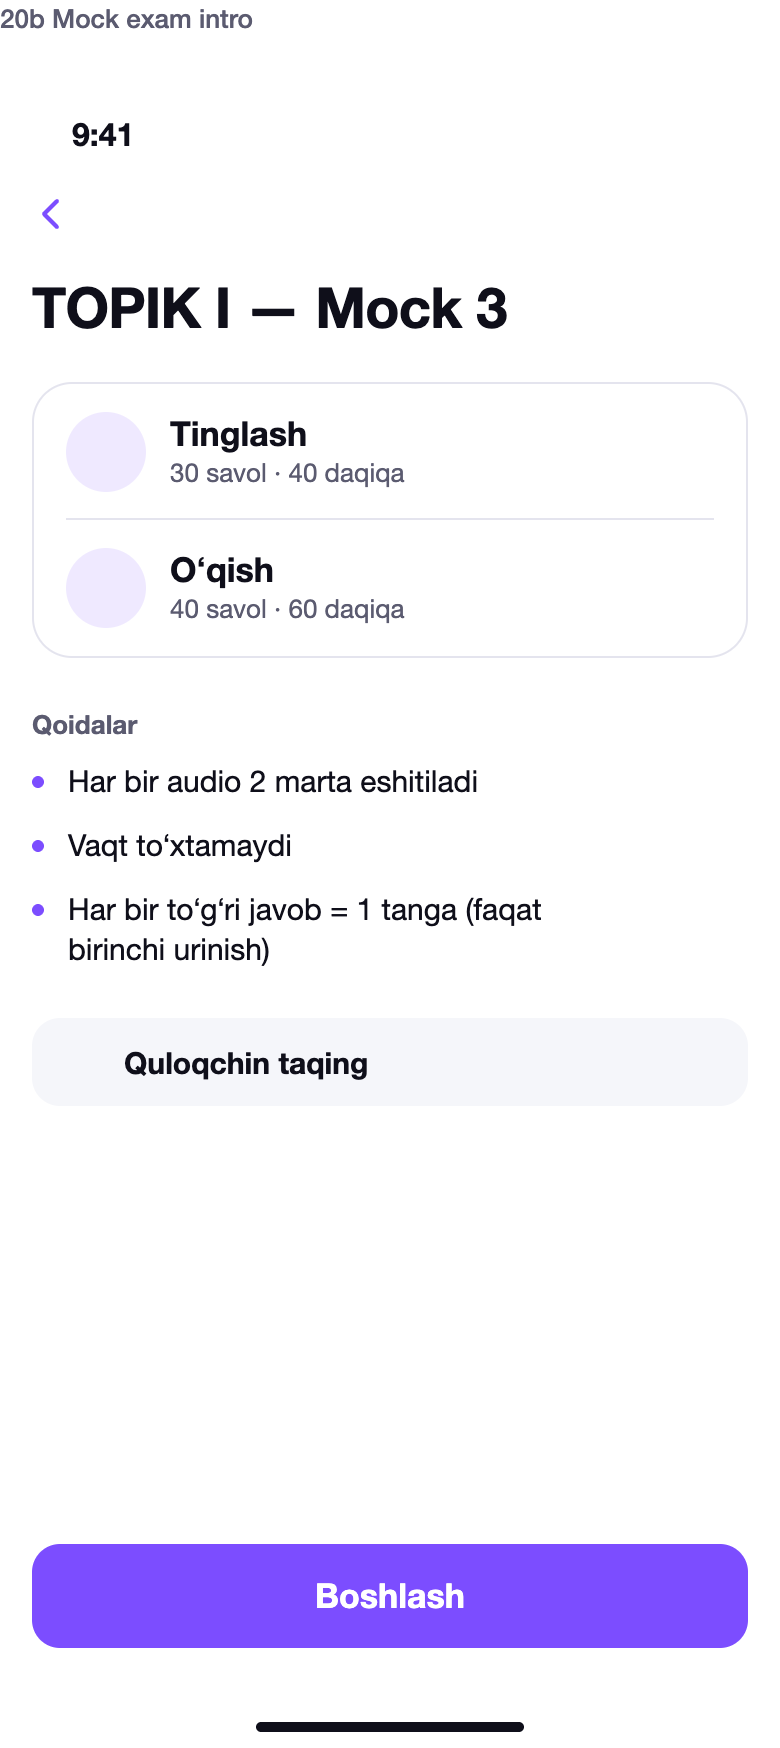 20b Mock exam intro
9:41
TOPIK I — Mock 3
Tinglash
30 savol · 40 daqiqa
O‘qish
40 savol · 60 daqiqa
Qoidalar
Har bir audio 2 marta eshitiladi
Vaqt to‘xtamaydi
Har bir to‘g‘ri javob = 1 tanga (faqat
birinchi urinish)
Quloqchin taqing
Boshlash